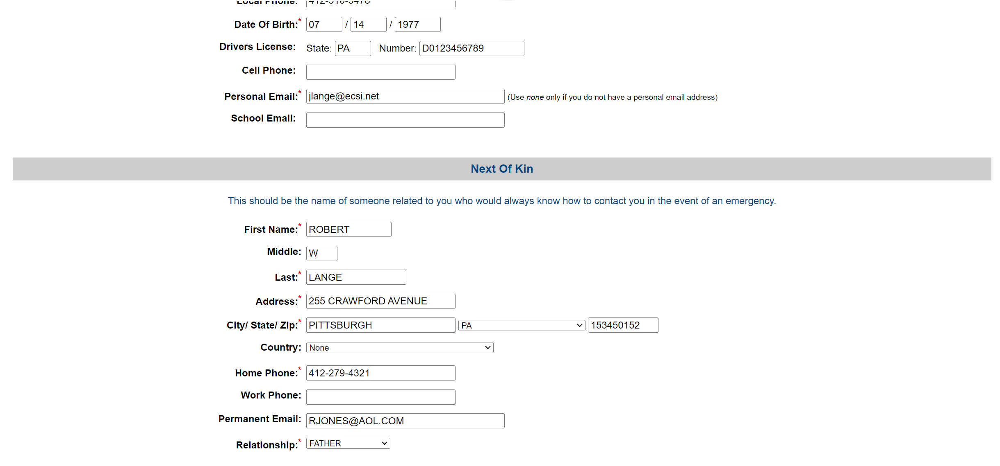 Local Phone: 412-910-3478
Date Of Birth:* 07 / 14 / 1977
Drivers License: State: PA Number: D0123456789
Cell Phone:
Personal Email:* jlange@ecsi.net (Use none only if you do not have a personal email address)
School Email:
Next Of Kin
This should be the name of someone related to you who would always know how to contact you in the event of an emergency.
First Name:* ROBERT
Middle: W
Last:* LANGE
Address:* 255 CRAWFORD AVENUE
City/ State/ Zip:* PITTSBURGH PA 153450152
Country: None
Home Phone:* 412-279-4321
Work Phone:
Permanent Email: RJONES@AOL.COM
Relationship:* FATHER